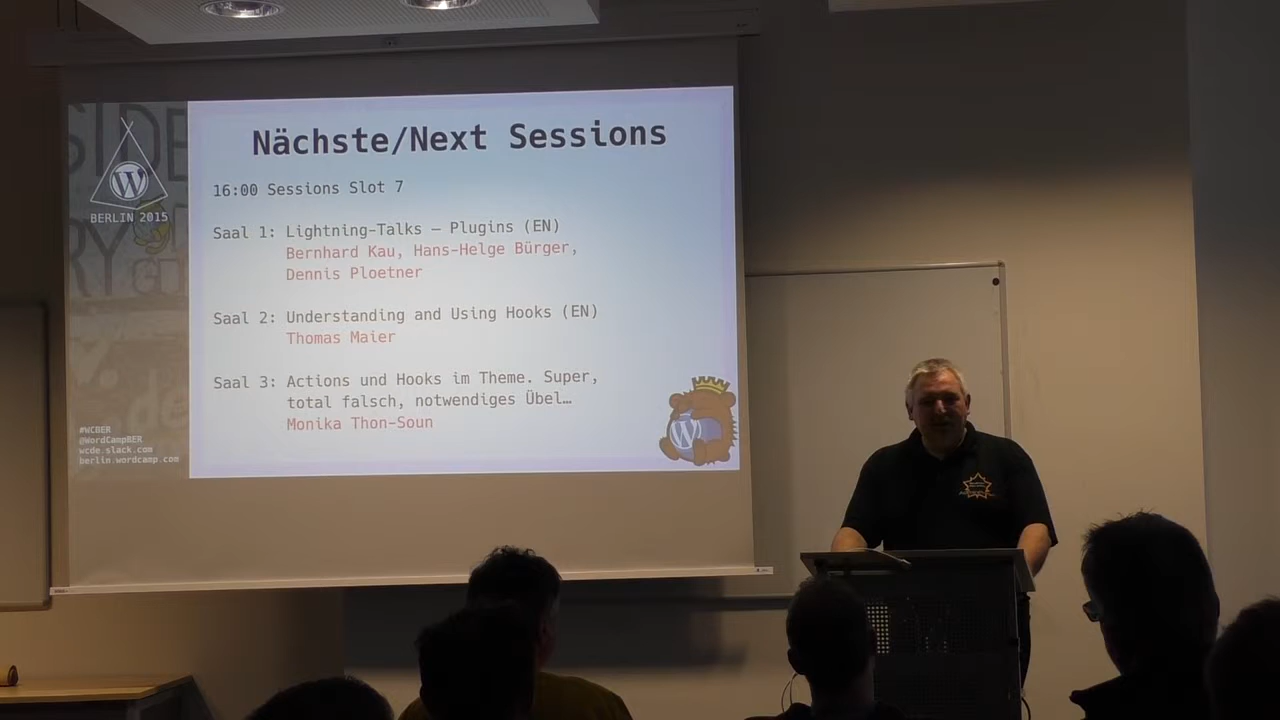 Nächste/Next Sessions
16:00 Sessions Slot 7
Saal 1: Lightning-Talks – Plugins (EN)
Bernhard Kau, Hans-Helge Bürger,
Dennis Ploetner
Saal 2: Understanding and Using Hooks (EN)
Thomas Maier
Saal 3: Actions und Hooks im Theme. Super,
total falsch, notwendiges Übel…
Monika Thon-Soun
BERLIN 2015
#WCBER
@WordCampBER
wcde.slack.com
berlin.wordcamp.com